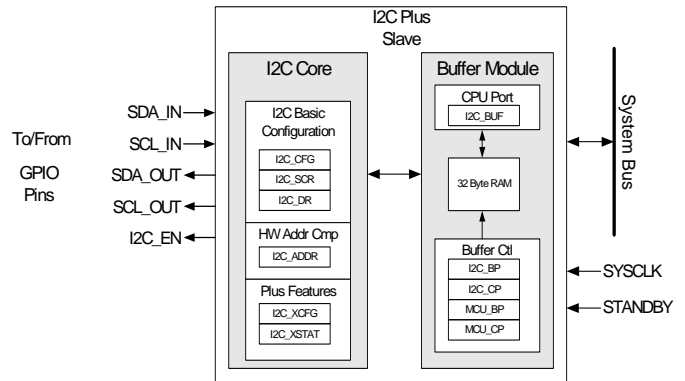 I2C Plus
Slave
I2C Core
Buffer Module
I2C Basic
Configuration
I2C_CFG
I2C_SCR
I2C_DR
HW Addr Cmp
I2C_ADDR
Plus Features
I2C_XCFG
I2C_XSTAT
CPU Port
I2C_BUF
32 Byte RAM
Buffer Ctl
I2C_BP
I2C_CP
MCU_BP
MCU_CP
To/From
GPIO
Pins
SDA_IN
SCL_IN
SDA_OUT
SCL_OUT
I2C_EN
System Bus
SYSCLK
STANDBY